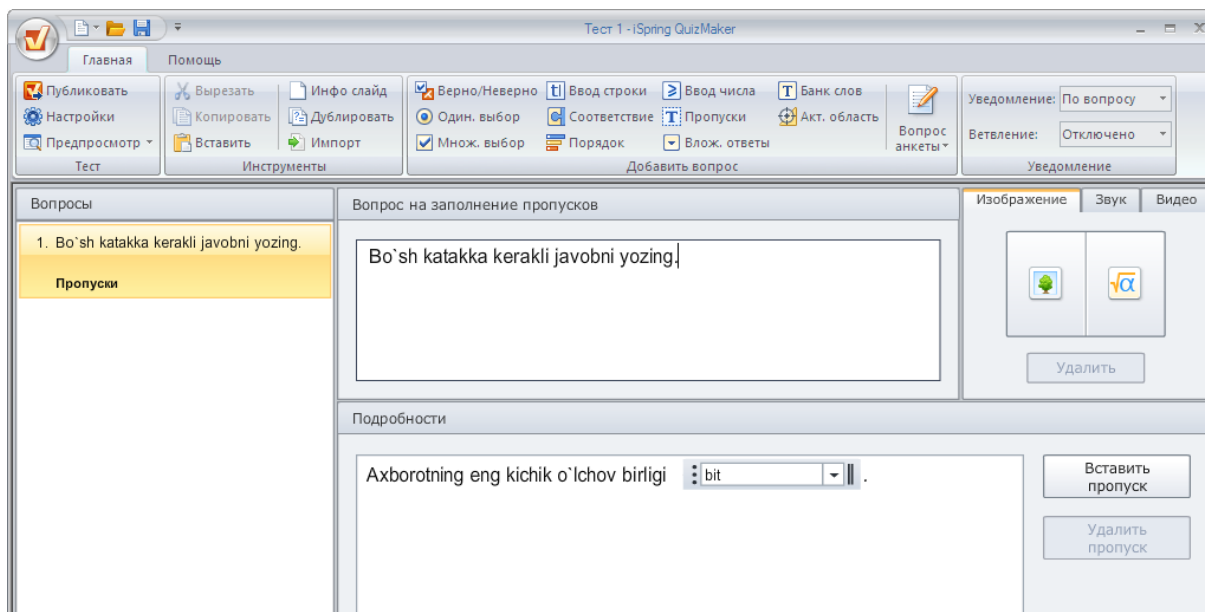 Тест 1 - iSpring QuizMaker
Главная Помощь
Публиковать Вырезать Инфо слайд Верно/Неверно Ввод строки Ввод числа Банк слов Уведомление: По вопросу
Настройки Копировать Дублировать Один. выбор Соответствие Пропуски Акт. область Вопрос анкеты Ветвление: Отключено
Предпросмотр Вставить Импорт Множ. выбор Порядок Влож. ответы
Тест Инструменты Добавить вопрос Уведомление
Вопросы Вопрос на заполнение пропусков Изображение Звук Видео
1. Bo`sh katakka kerakli javobni yozing.
Пропуски
Bo`sh katakka kerakli javobni yozing.
√α
Удалить
Подробности
Axborotning eng kichik o`lchov birligi bit .
Вставить
пропуск
Удалить
пропуск